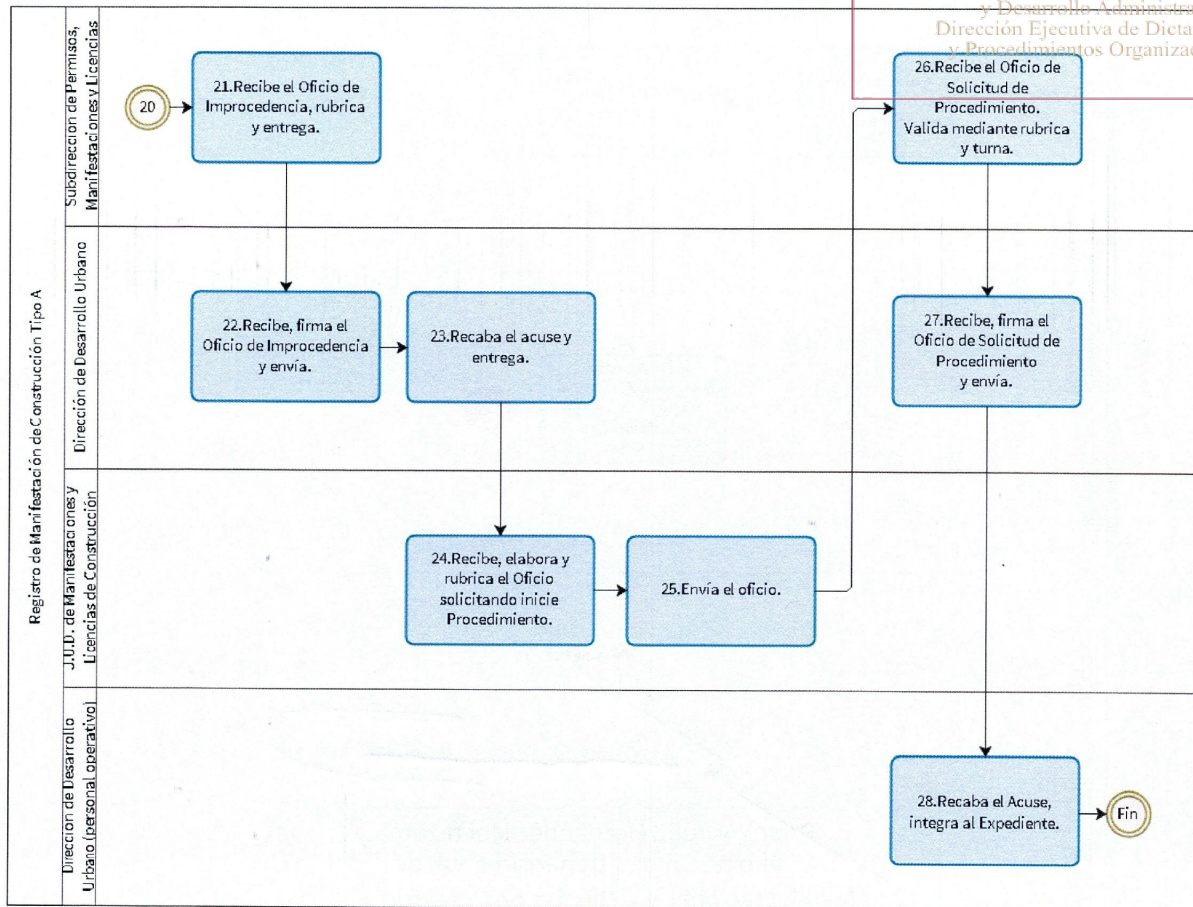 y Desarrollo Administra
Dirección Ejecutiva de Dicta
y Procedimientos Organizac
Registro de Manifestación de Construcción Tipo A
Subdirección de Permisos,
Manifestaciones y Licencias
20
21.Recibe el Oficio de
Improcedencia, rubrica
y entrega.
26.Recibe el Oficio de
Solicitud de
Procedimiento.
Valida mediante rubrica
y turna.
Dirección de Desarrollo Urbano
22.Recibe, firma el
Oficio de Improcedencia
y envía.
23.Recaba el acuse y
entrega.
27.Recibe, firma el
Oficio de Solicitud de
Procedimiento
y envía.
J.U.D. de Manifestaciones y
Licencias de Construcción
24.Recibe, elabora y
rubrica el Oficio
solicitando inicie
Procedimiento.
25.Envía el oficio.
Direccion de Desarrollo
Urbano (personal operativo)
28.Recaba el Acuse,
integra al Expediente.
Fin